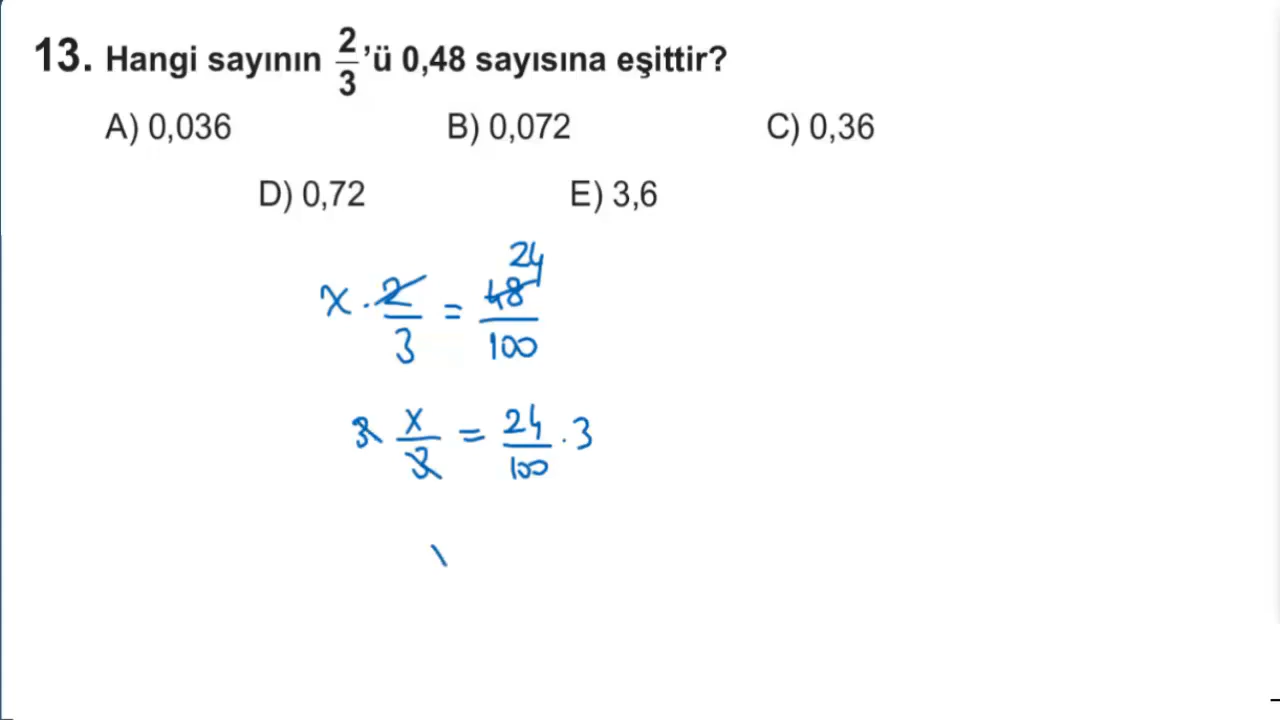 13. Hangi sayının 2/3'ü 0,48 sayısına eşittir?
A) 0,036 B) 0,072 C) 0,36
D) 0,72 E) 3,6
24
x . 2/3 = 48/100
3 x/3 = 24/100 . 3